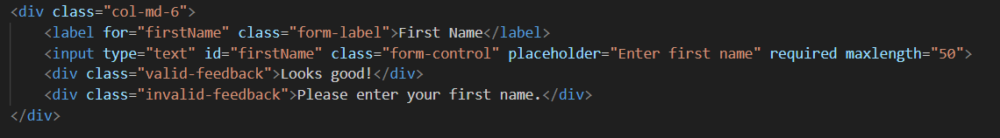 <div class="col-md-6">
    <label for="firstName" class="form-label">First Name</label>
    <input type="text" id="firstName" class="form-control" placeholder="Enter first name" required maxlength="50">
    <div class="valid-feedback">Looks good!</div>
    <div class="invalid-feedback">Please enter your first name.</div>
</div>